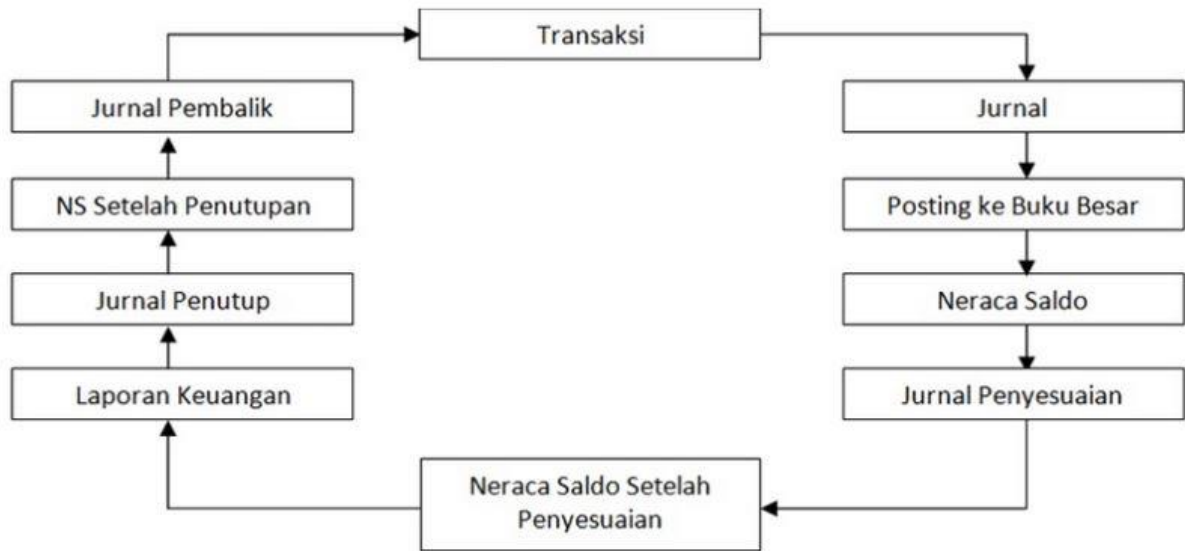 Transaksi
Jurnal
Posting ke Buku Besar
Neraca Saldo
Jurnal Penyesuaian
Neraca Saldo Setelah
Penyesuaian
Laporan Keuangan
Jurnal Penutup
NS Setelah Penutupan
Jurnal Pembalik